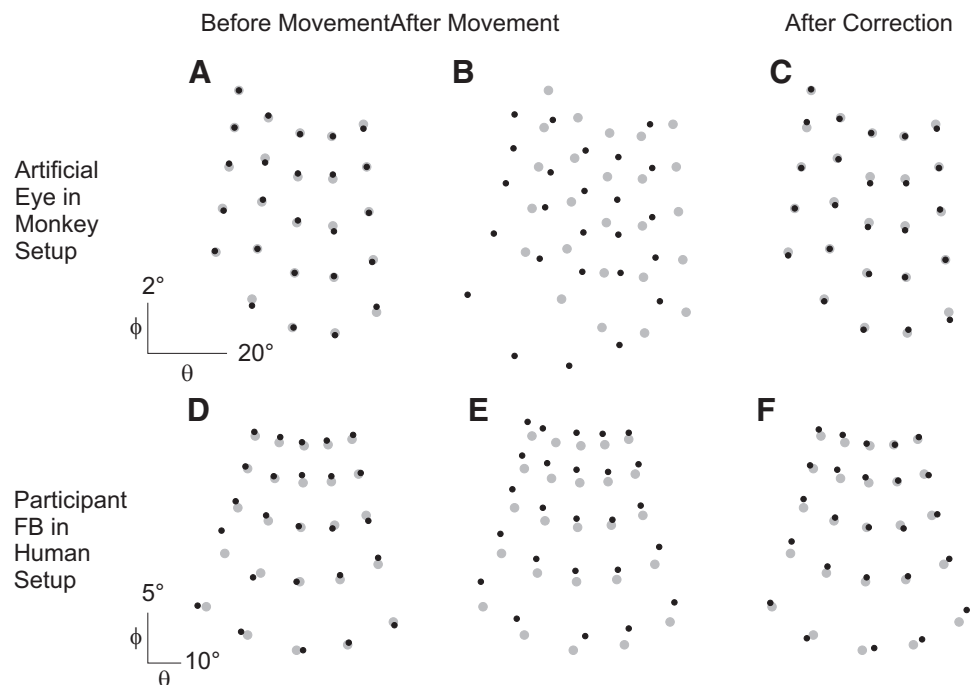 Before MovementAfter Movement
After Correction
A
B
C
Artificial
Eye in
Monkey
Setup
2°
ϕ
20°
θ
D
E
F
Participant
FB in
Human
Setup
5°
ϕ
10°
θ